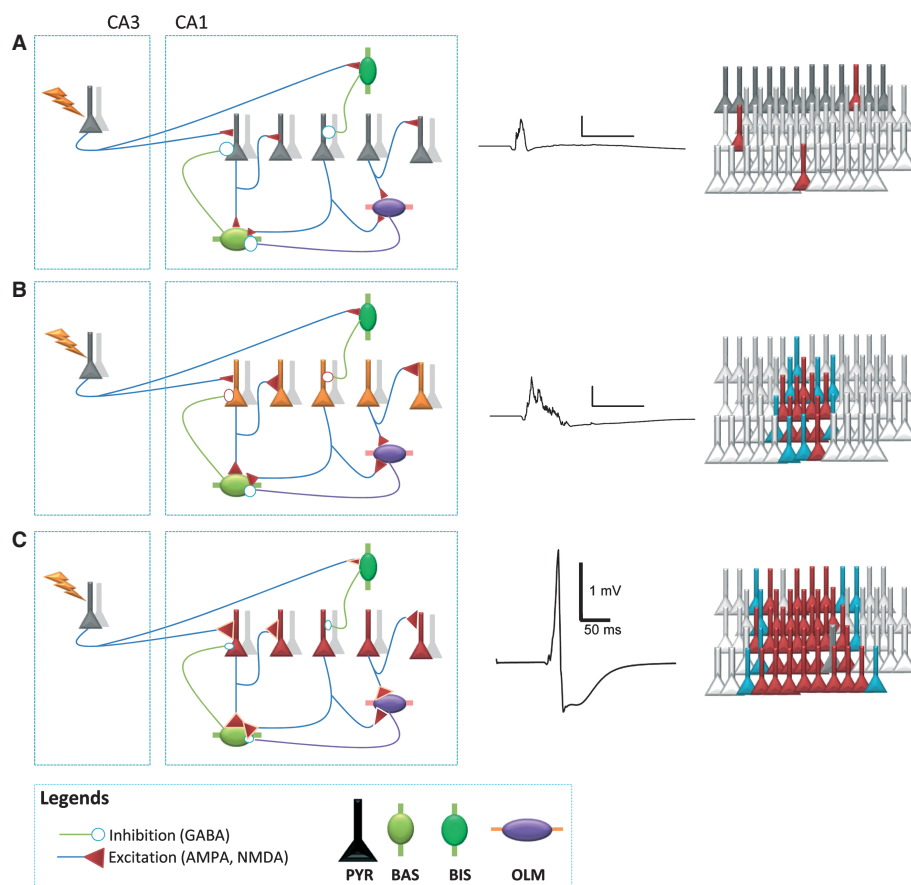 CA3
CA1
A
B
C
1 mV
50 ms
Legends
Inhibition (GABA)
Excitation (AMPA, NMDA)
PYR
BAS
BIS
OLM